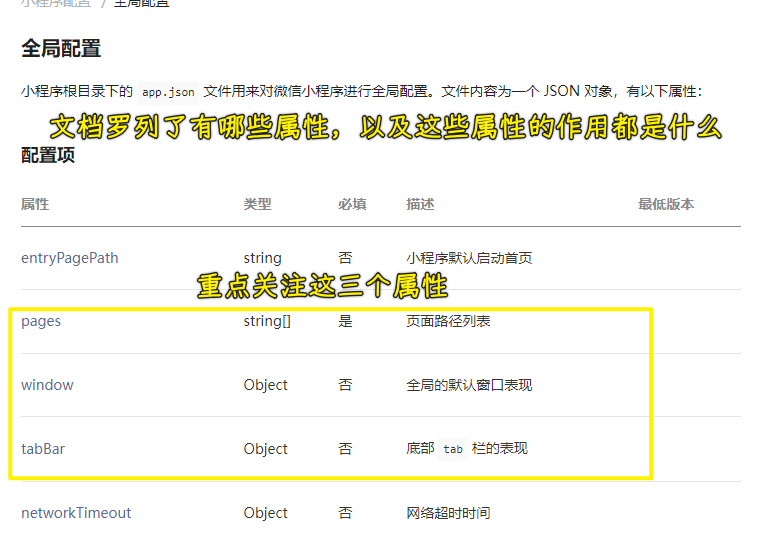 小程序配置 / 全局配置
全局配置
小程序根目录下的 app.json 文件用来对微信小程序进行全局配置。文件内容为一个 JSON 对象，有以下属性：
文档罗列了有哪些属性，以及这些属性的作用都是什么
配置项
属性 类型 必填 描述 最低版本
entryPagePath string 否 小程序默认启动首页
重点关注这三个属性
pages string[] 是 页面路径列表
window Object 否 全局的默认窗口表现
tabBar Object 否 底部 tab 栏的表现
networkTimeout Object 否 网络超时时间